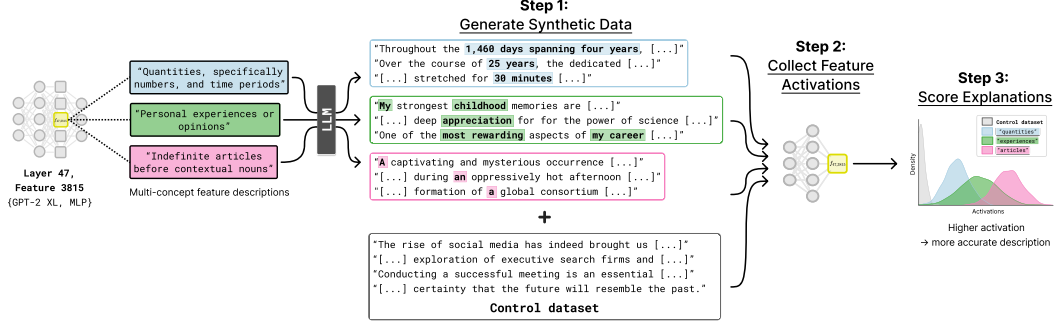 Step 1:
Generate Synthetic Data
"Quantities, specifically
numbers, and time periods"
"Personal experiences or
opinions"
"Indefinite articles
before contextual nouns"
Layer 47,
Feature 3815
{GPT-2 XL, MLP}
Multi-concept feature descriptions
LLM
"Throughout the 1,460 days spanning four years, [...]"
"Over the course of 25 years, the dedicated [...]"
"[...] stretched for 30 minutes [...]"
"My strongest childhood memories are [...]"
"[...] deep appreciation for for the power of science [...]"
"One of the most rewarding aspects of my career [...]"
"A captivating and mysterious occurrence [...]"
"[...] during an oppressively hot afternoon [...]"
"[...] formation of a global consortium [...]"
+
"The rise of social media has indeed brought us [...]"
"[...] exploration of executive search firms and [...]"
"Conducting a successful meeting is an essential [...]"
"[...] certainty that the future will resemble the past."
Control dataset
Step 2:
Collect Feature
Activations
Step 3:
Score Explanations
Control dataset
"quantities"
"experiences"
"articles"
Density
Activations
Higher activation
→ more accurate description